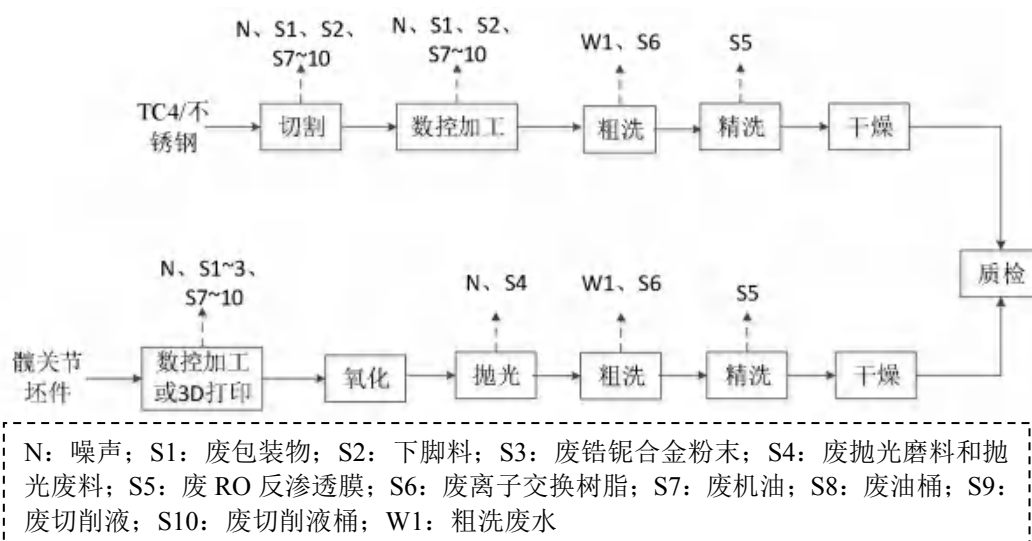 N、S1、S2、
S7~10
N、S1、S2、
S7~10
W1、S6
S5
TC4/不
锈钢
切割
数控加工
粗洗
精洗
干燥
质检
N、S1~3、
S7~10
N、S4
W1、S6
S5
髋关节
坯件
数控加工
或3D打印
氧化
抛光
粗洗
精洗
干燥
N：噪声；S1：废包装物；S2：下脚料；S3：废锆铌合金粉末；S4：废抛光磨料和抛
光废料；S5：废 RO 反渗透膜；S6：废离子交换树脂；S7：废机油；S8：废油桶；S9：
废切削液；S10：废切削液桶；W1：粗洗废水